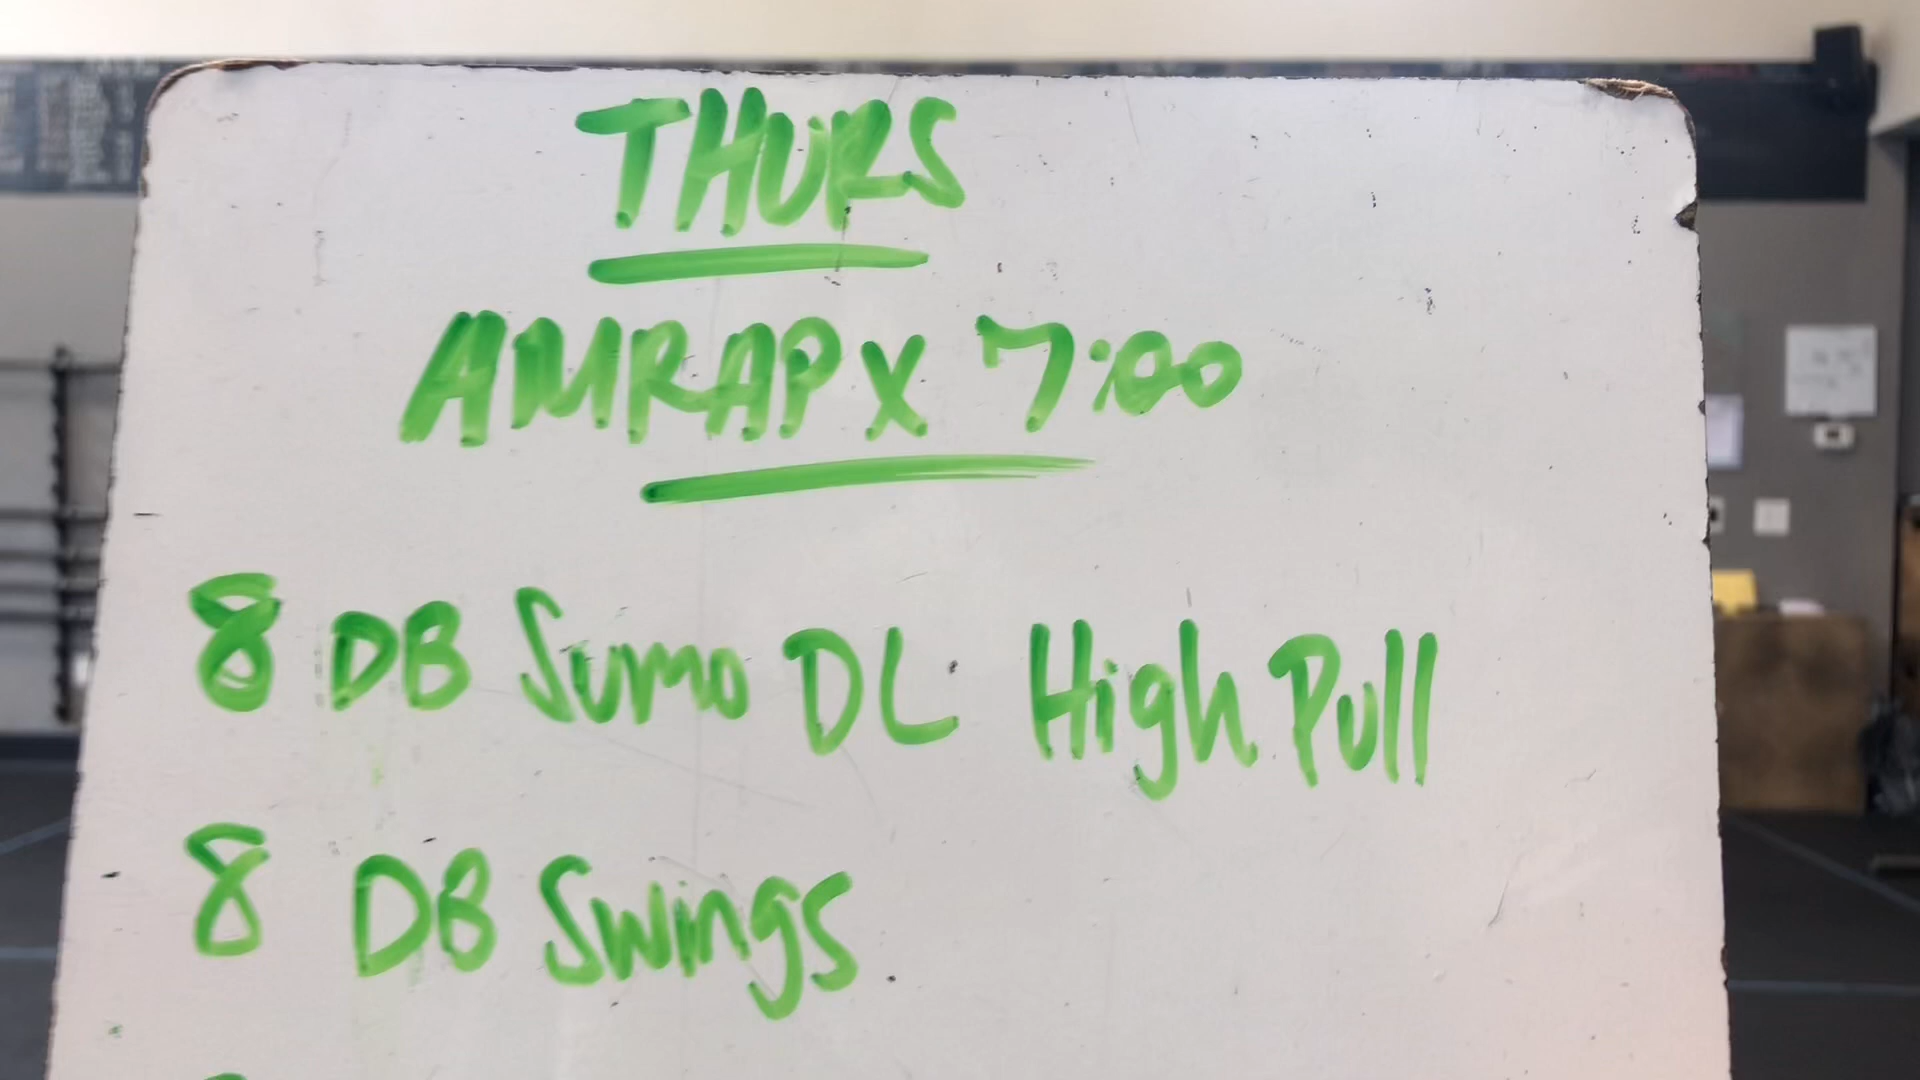 THURS
AMRAP x 7:00
8 DB Sumo DL High Pull
8 DB Swings